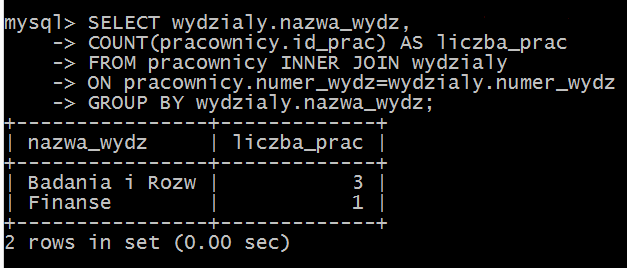 mysql> SELECT wydzialy.nazwa_wydz,
    -> COUNT(pracownicy.id_prac) AS liczba_prac
    -> FROM pracownicy INNER JOIN wydzialy
    -> ON pracownicy.numer_wydz=wydzialy.numer_wydz
    -> GROUP BY wydzialy.nazwa_wydz;
+----------------+-------------+
| nazwa_wydz     | liczba_prac |
+----------------+-------------+
| Badania i Rozw |           3 |
| Finanse        |           1 |
+----------------+-------------+
2 rows in set (0.00 sec)